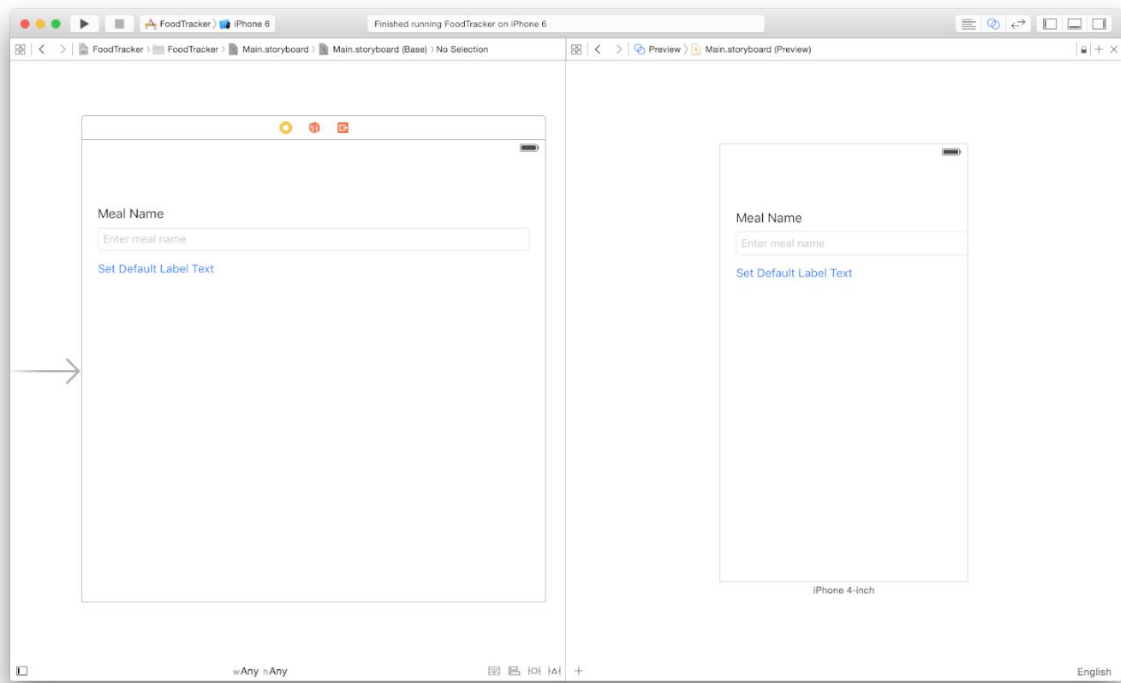 FoodTracker iPhone 6
Finished running FoodTracker on iPhone 6
FoodTracker FoodTracker Main.storyboard Main.storyboard (Base) No Selection
Preview Main.storyboard (Preview)
Meal Name
Enter meal name
Set Default Label Text
Meal Name
Enter meal name
Set Default Label Text
iPhone 4-inch
wAny hAny
English